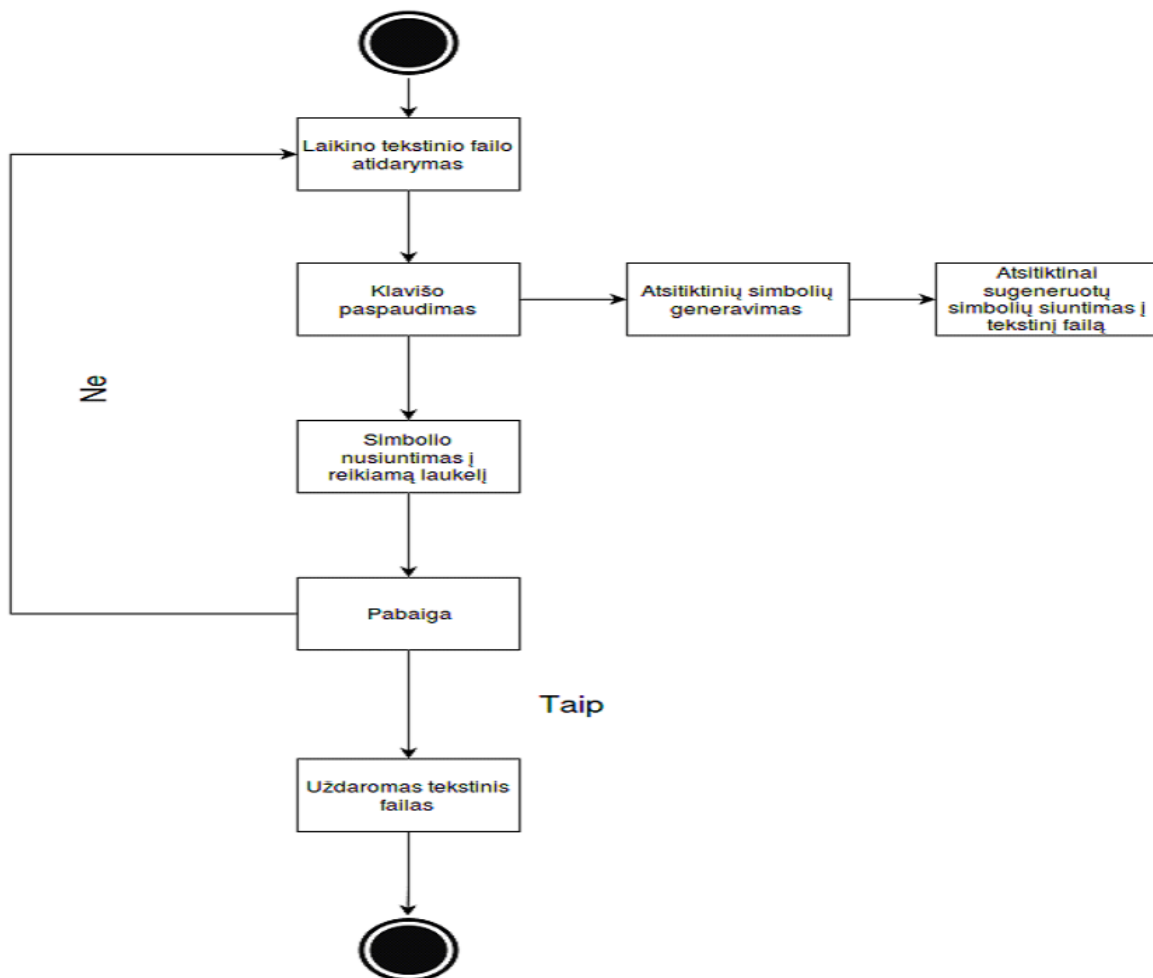 Laikino tekstinio failo
atidarymas
Klavišo
paspaudimas
Atsitiktinių simbolių
generavimas
Atsitiktinai
sugeneruotų
simbolių siuntimas į
tekstinį failą
Ne
Simbolio
nusiuntimas į
reikiamą laukelį
Pabaiga
Taip
Uždaromas tekstinis
failas